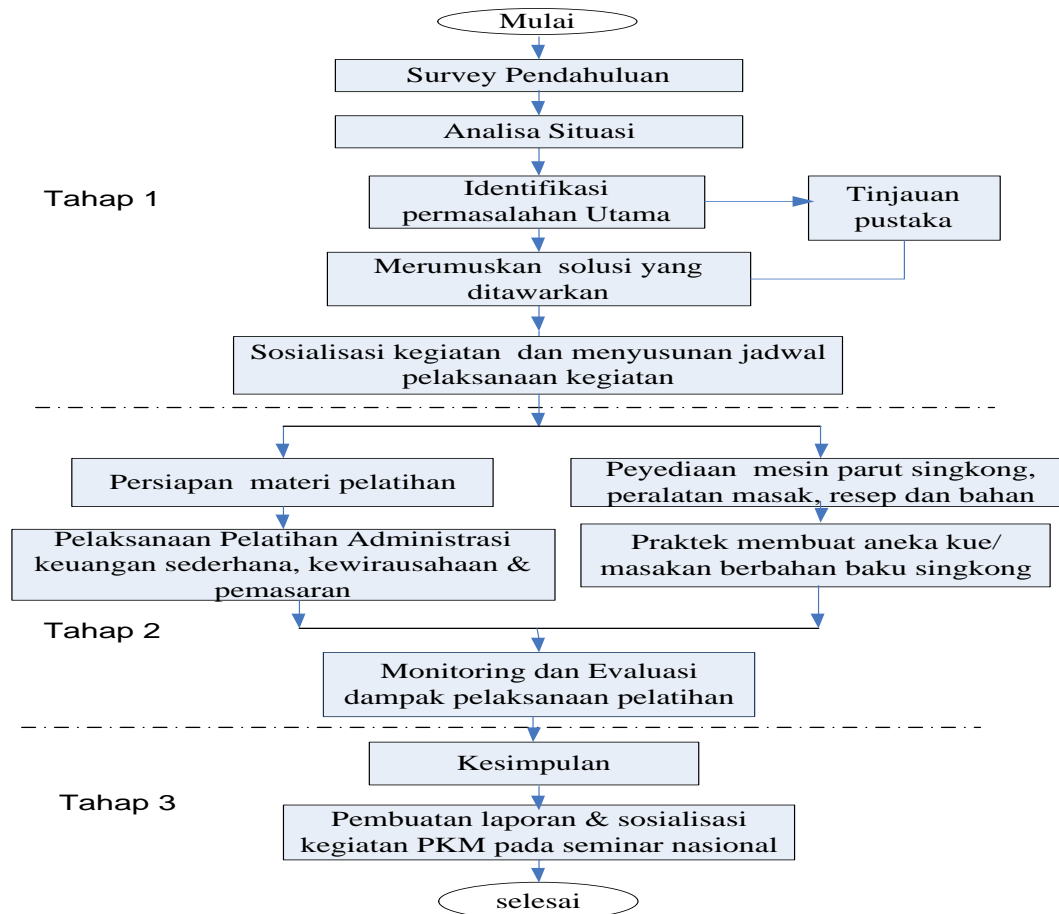 Mulai
Survey Pendahuluan
Analisa Situasi
Tahap 1
Identifikasi
permasalahan Utama
Tinjauan
pustaka
Merumuskan solusi yang
ditawarkan
Sosialisasi kegiatan dan menyusunan jadwal
pelaksanaan kegiatan
Persiapan materi pelatihan
Peyediaan mesin parut singkong,
peralatan masak, resep dan bahan
Pelaksanaan Pelatihan Administrasi
keuangan sederhana, kewirausahaan &
pemasaran
Praktek membuat aneka kue/
masakan berbahan baku singkong
Tahap 2
Monitoring dan Evaluasi
dampak pelaksanaan pelatihan
Kesimpulan
Tahap 3
Pembuatan laporan & sosialisasi
kegiatan PKM pada seminar nasional
selesai